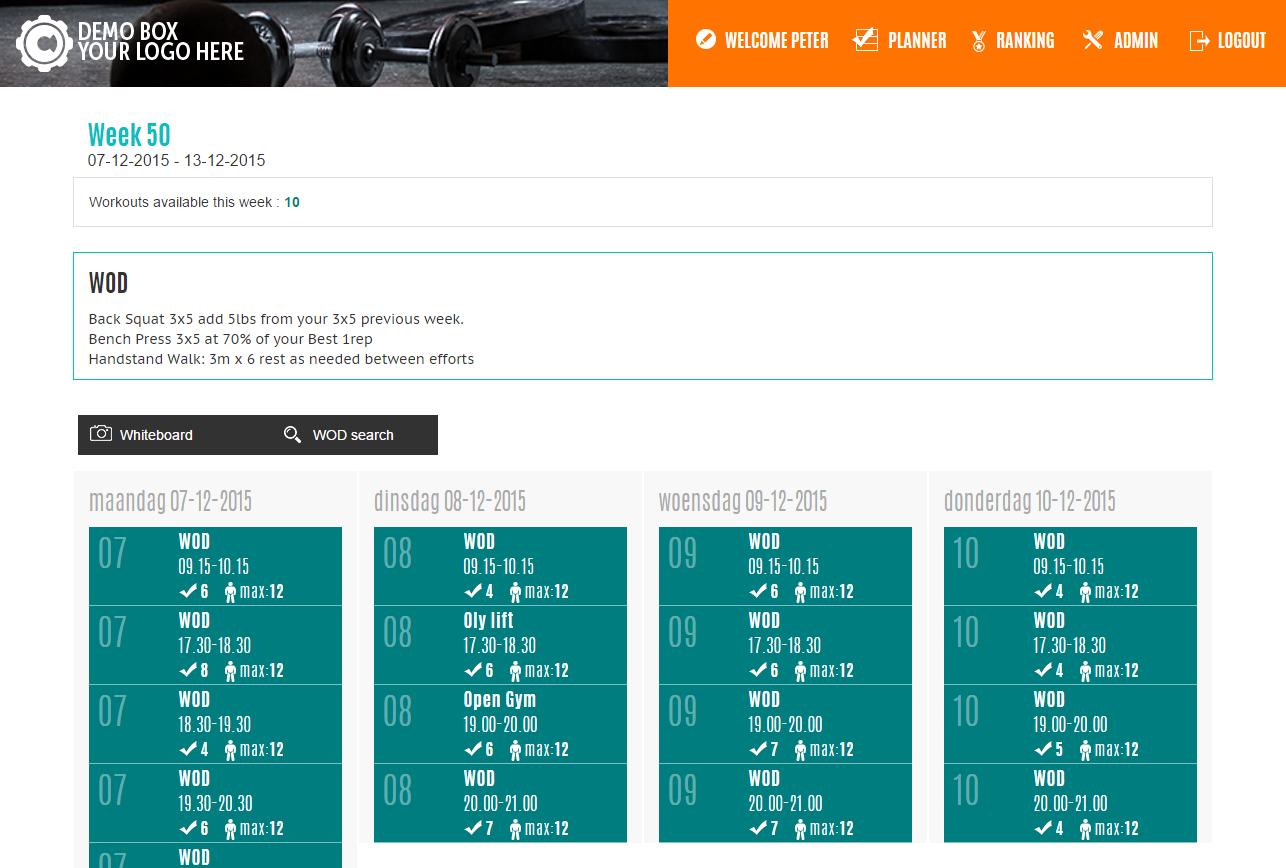 DEMO BOX
YOUR LOGO HERE
WELCOME PETER
PLANNER
RANKING
ADMIN
LOGOUT
Week 50
07-12-2015 - 13-12-2015
Workouts available this week : 10
WOD
Back Squat 3x5 add 5lbs from your 3x5 previous week.
Bench Press 3x5 at 70% of your Best 1rep
Handstand Walk: 3m x 6 rest as needed between efforts
Whiteboard
WOD search
maandag 07-12-2015
07
WOD
09.15-10.15
6 max:12
07
WOD
17.30-18.30
8 max:12
07
WOD
18.30-19.30
4 max:12
07
WOD
19.30-20.30
6 max:12
07
WOD
dinsdag 08-12-2015
08
WOD
09.15-10.15
4 max:12
08
Oly lift
17.30-18.30
6 max:12
08
Open Gym
19.00-20.00
6 max:12
08
WOD
20.00-21.00
7 max:12
woensdag 09-12-2015
09
WOD
09.15-10.15
6 max:12
09
WOD
17.30-18.30
6 max:12
09
WOD
19.00-20.00
7 max:12
09
WOD
20.00-21.00
7 max:12
donderdag 10-12-2015
10
WOD
09.15-10.15
4 max:12
10
WOD
17.30-18.30
4 max:12
10
WOD
19.00-20.00
5 max:12
10
WOD
20.00-21.00
4 max:12